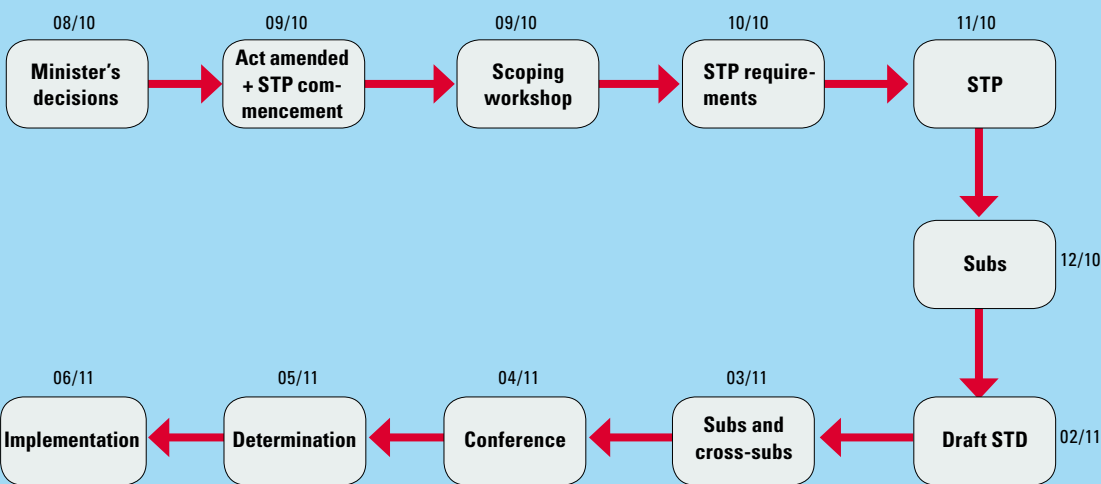 08/10
Minister's
decisions
09/10
Act amended
+ STP com-
mencement
09/10
Scoping
workshop
10/10
STP require-
ments
11/10
STP
Subs
12/10
Draft STD
02/11
03/11
Subs and
cross-subs
04/11
Conference
05/11
Determination
06/11
Implementation